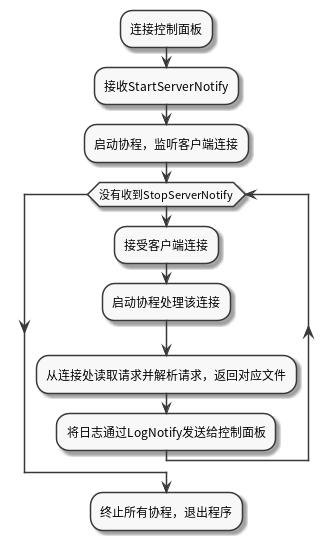 连接控制面板
接收StartServerNotify
启动协程，监听客户端连接
没有收到StopServerNotify
接受客户端连接
启动协程处理该连接
从连接处读取请求并解析请求，返回对应文件
将日志通过LogNotify发送给控制面板
终止所有协程，退出程序